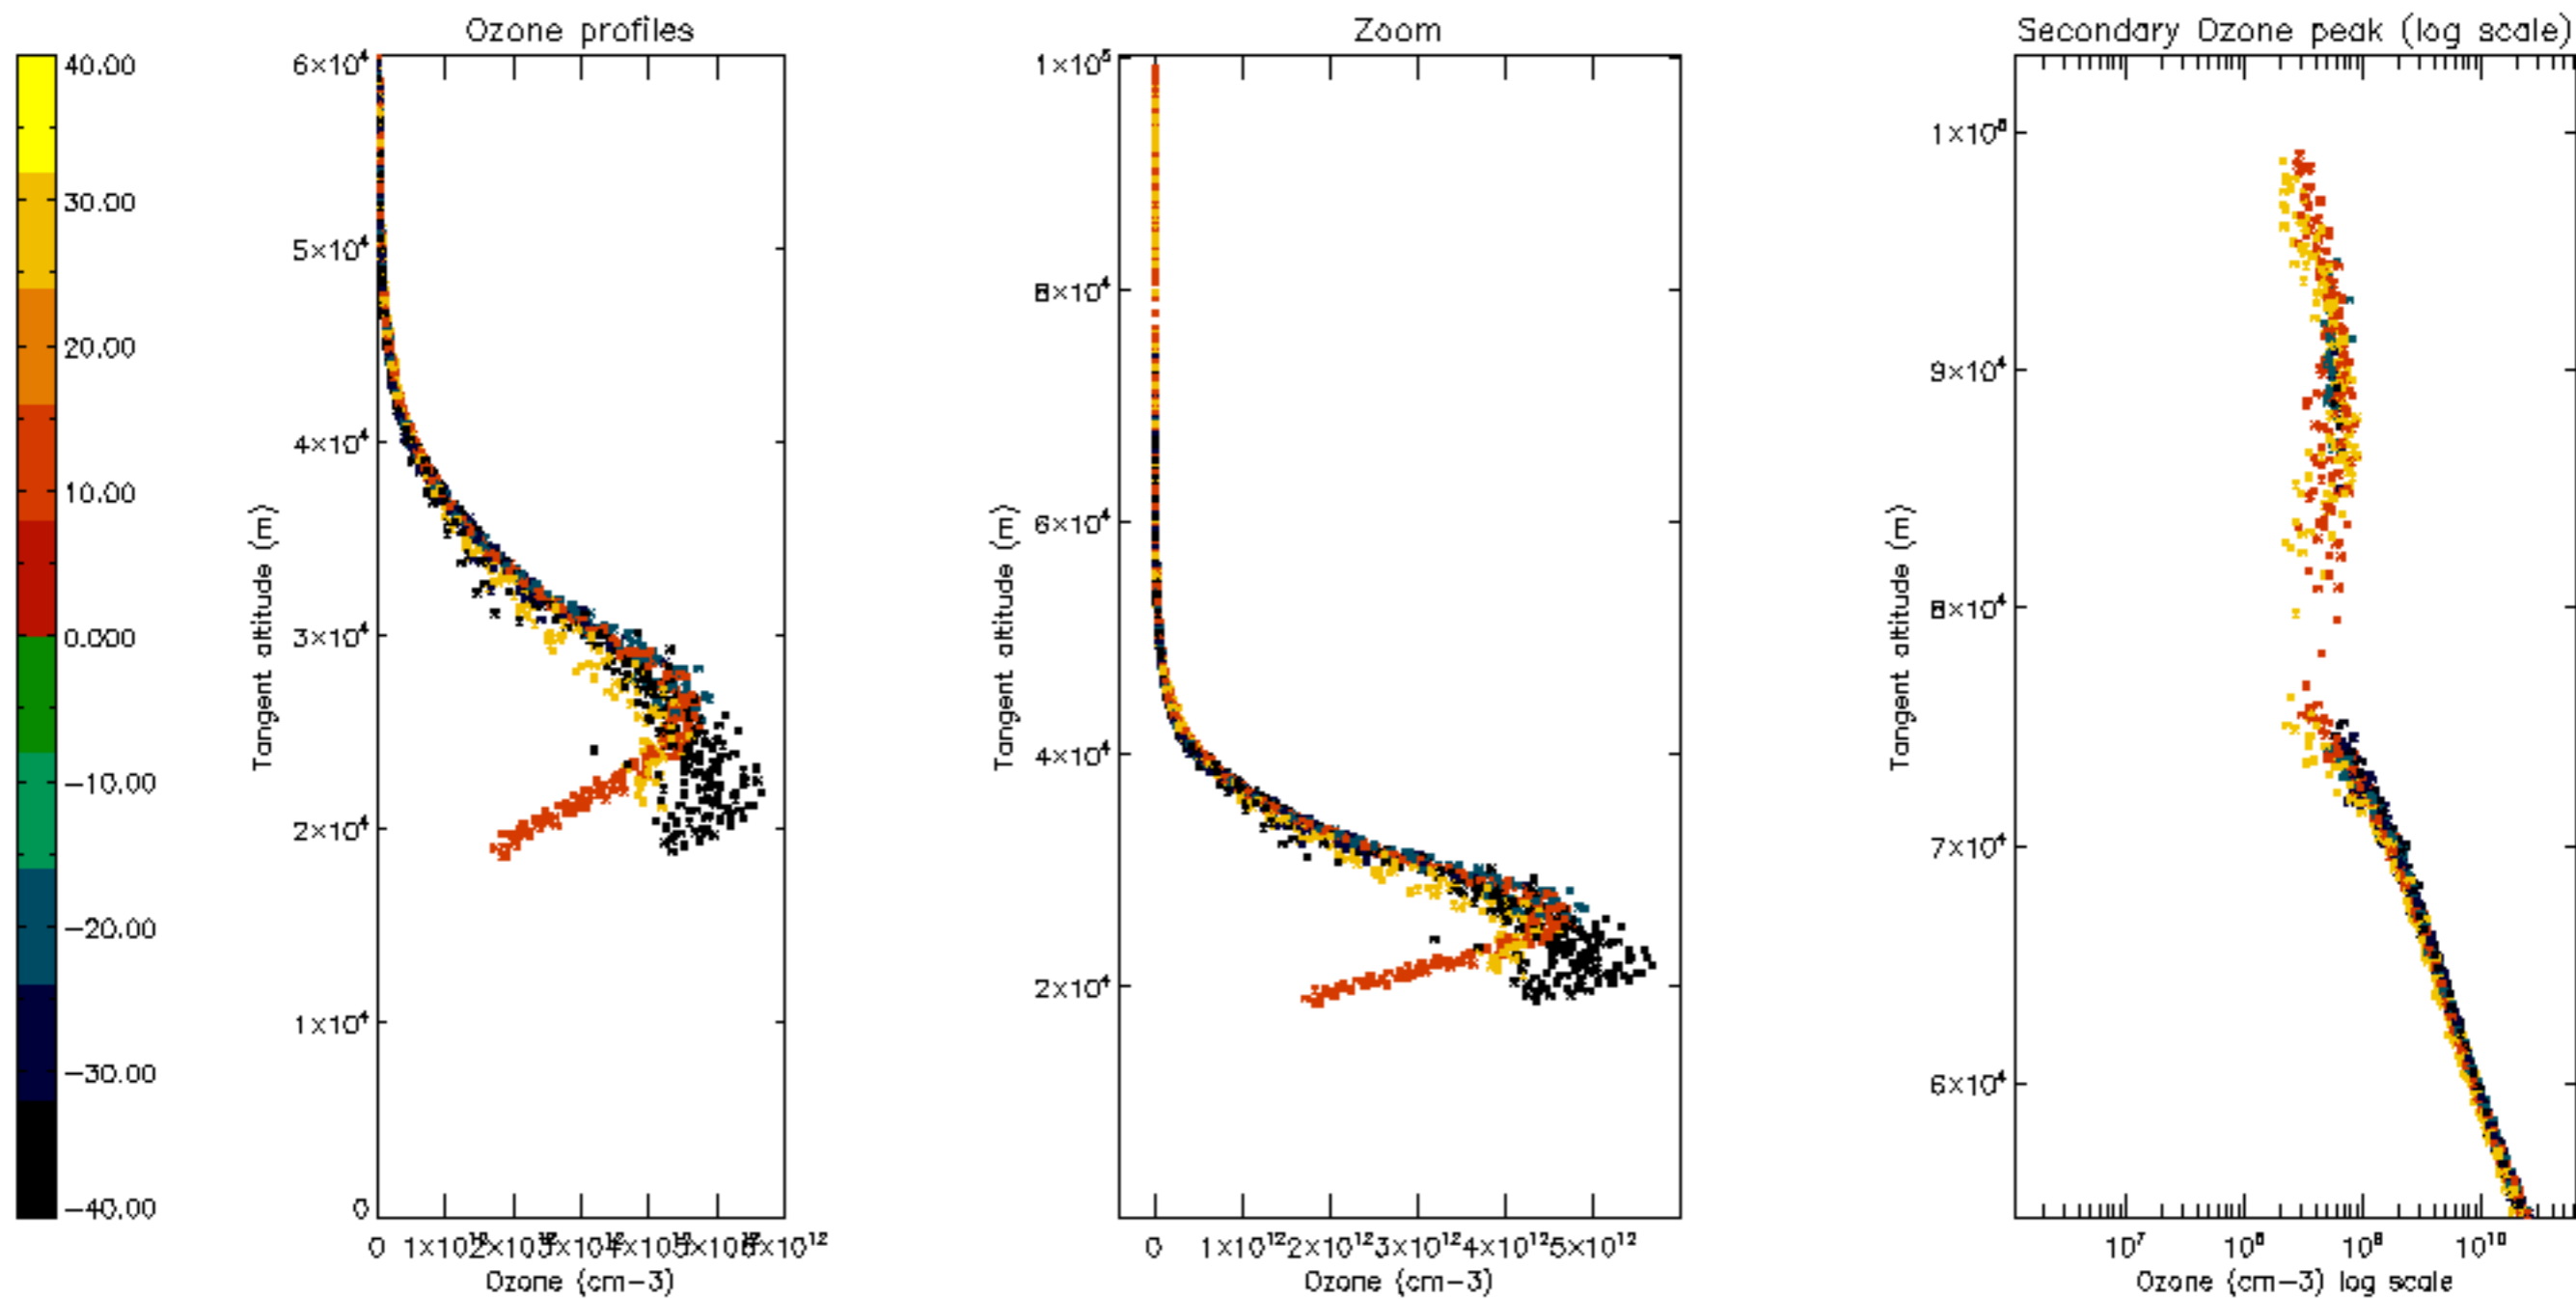 Ozone profiles
Zoom
Secondary Ozone peak (log scale)
40.00
30.00
20.00
10.00
0.00
−10.00
−20.00
−30.00
−40.00
6×10⁴
5×10⁴
4×10⁴
3×10⁴
2×10⁴
1×10⁴
0
Tangent altitude (m)
0
Ozone (cm−3)
1×10⁵
8×10⁴
6×10⁴
4×10⁴
2×10⁴
Tangent altitude (m)
0 1×10¹² 2×10¹² 3×10¹² 4×10¹² 5×10¹²
Ozone (cm−3)
9×10⁴
8×10⁴
7×10⁴
6×10⁴
Tangent altitude (m)
10⁷ 10⁸ 10⁹ 10¹⁰
Ozone (cm−3) log scale